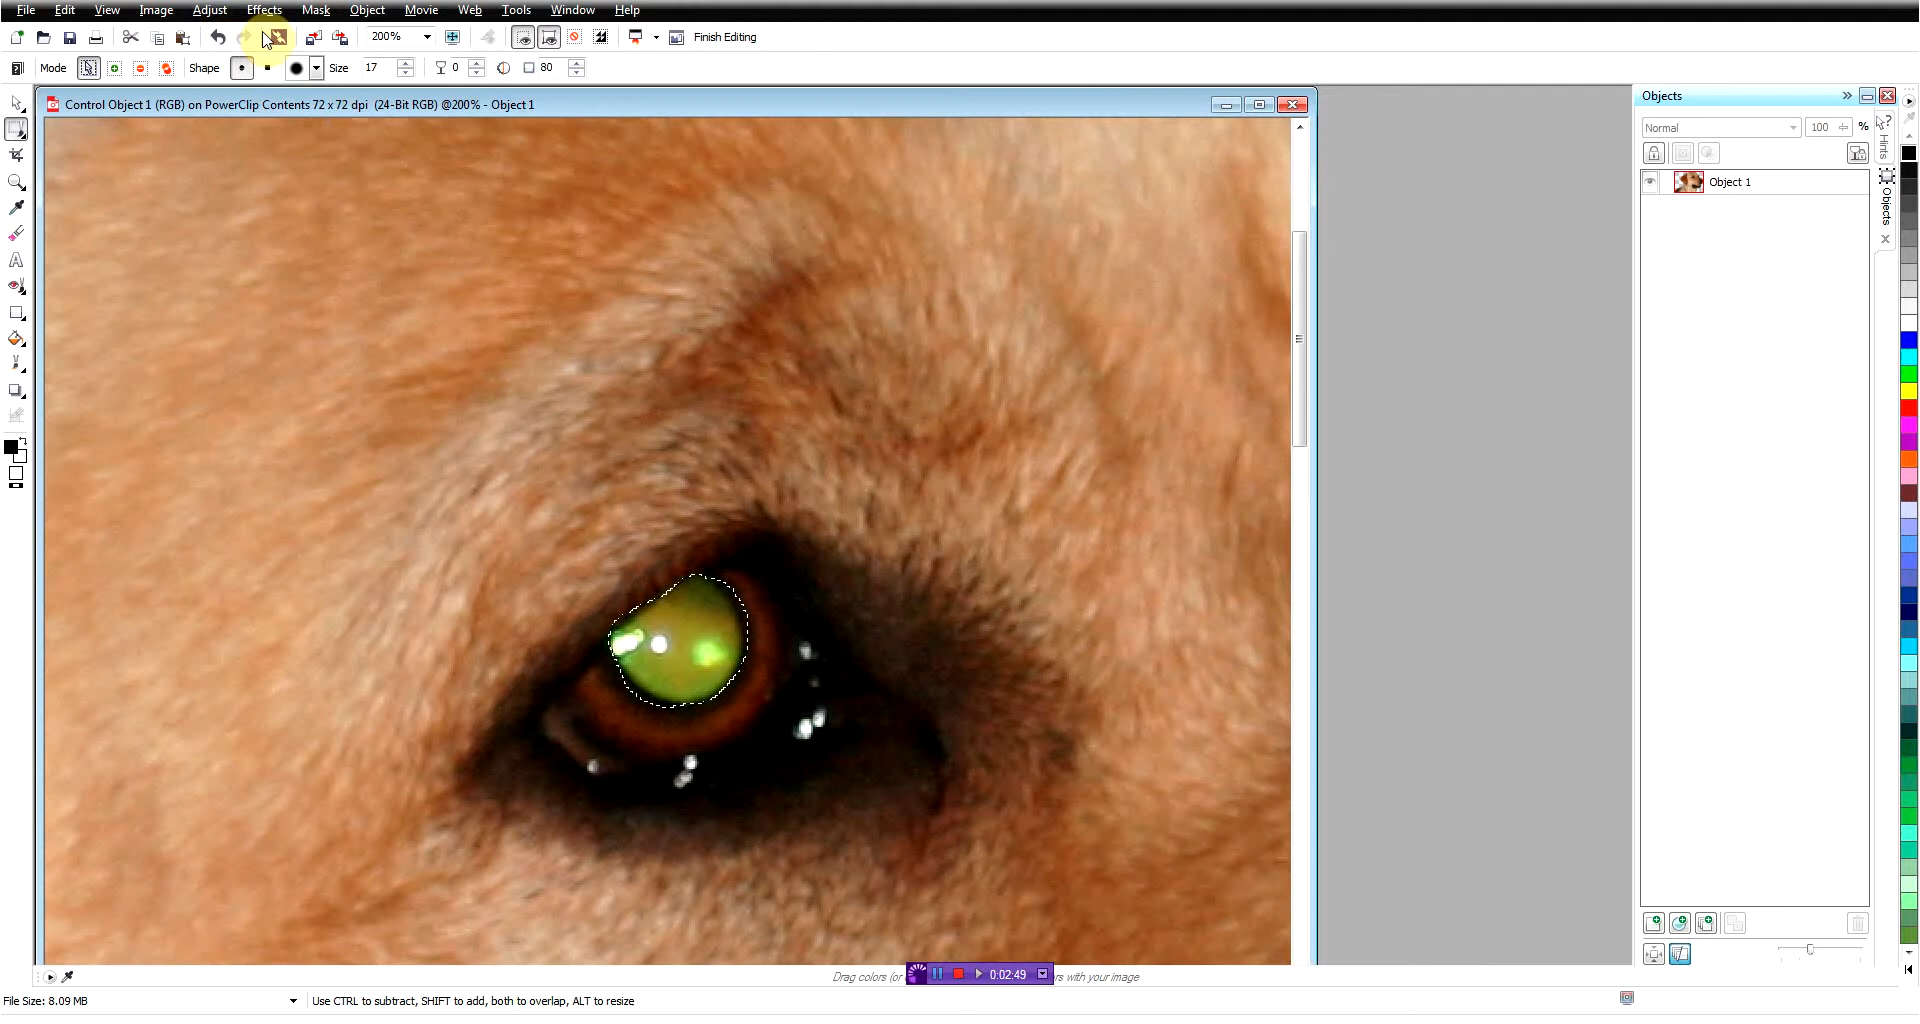 File Edit View Image Adjust Effects Mask Object Movie Web Tools Window Help
200% Finish Editing
Mode Shape Size 17 0 80
Control Object 1 (RGB) on PowerClip Contents 72 x 72 dpi (24-Bit RGB) @200% - Object 1
Objects
Normal 100 %
Hints
Object 1
Objects
Drag colors (or
0:02:49
rs with your image
File Size: 8.09 MB
Use CTRL to subtract, SHIFT to add, both to overlap, ALT to resize